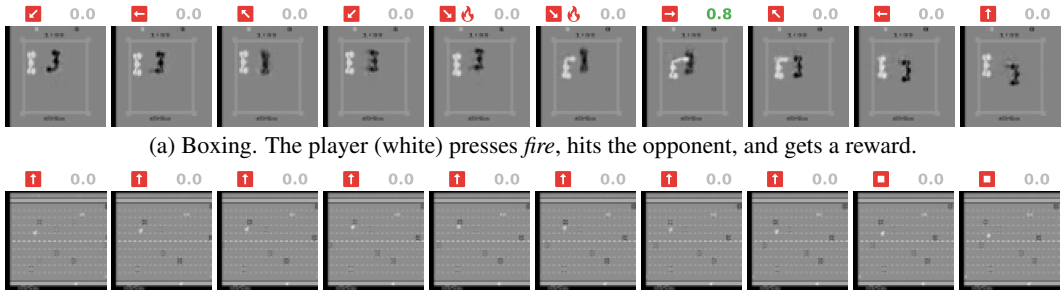 0.0 0.0 0.0 0.0 0.0 0.0 0.8 0.0 0.0 0.0
(a) Boxing. The player (white) presses fire, hits the opponent, and gets a reward.
0.0 0.0 0.0 0.0 0.0 0.0 0.0 0.0 0.0 0.0